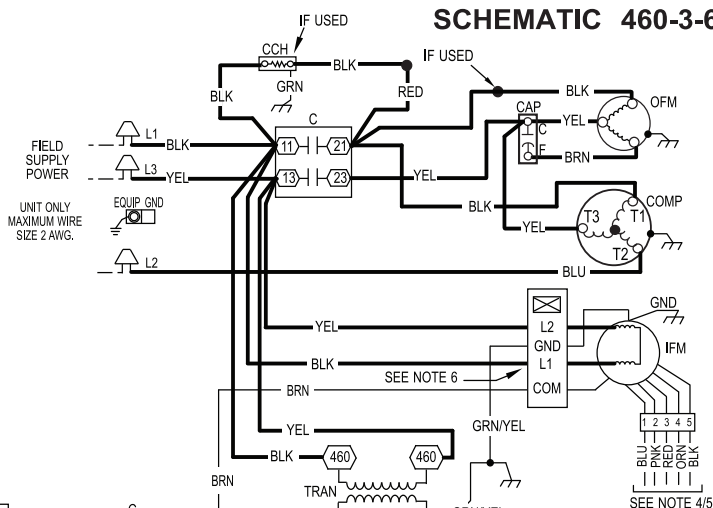 SCHEMATIC 460-3-6
IF USED
CCH
BLK
RED
GRN
BLK
IF USED
BLK
OFM
CAP
C
YEL
C
F
BRN
FIELD
SUPPLY
POWER
L1
BLK
11
21
L3
YEL
13
23
YEL
UNIT ONLY
MAXIMUM WIRE
SIZE 2 AWG.
EQUIP GND
BLK
COMP
YEL
T3
T1
T2
L2
BLU
GND
YEL
L2
GND
IFM
BLK
L1
SEE NOTE 6
COM
BRN
GRN/YEL
1 2 3 4 5
YEL
BLK
460
460
BLU
PNK
RED
ORN
BLK
BRN
TRAN
SEE NOTE 4/5